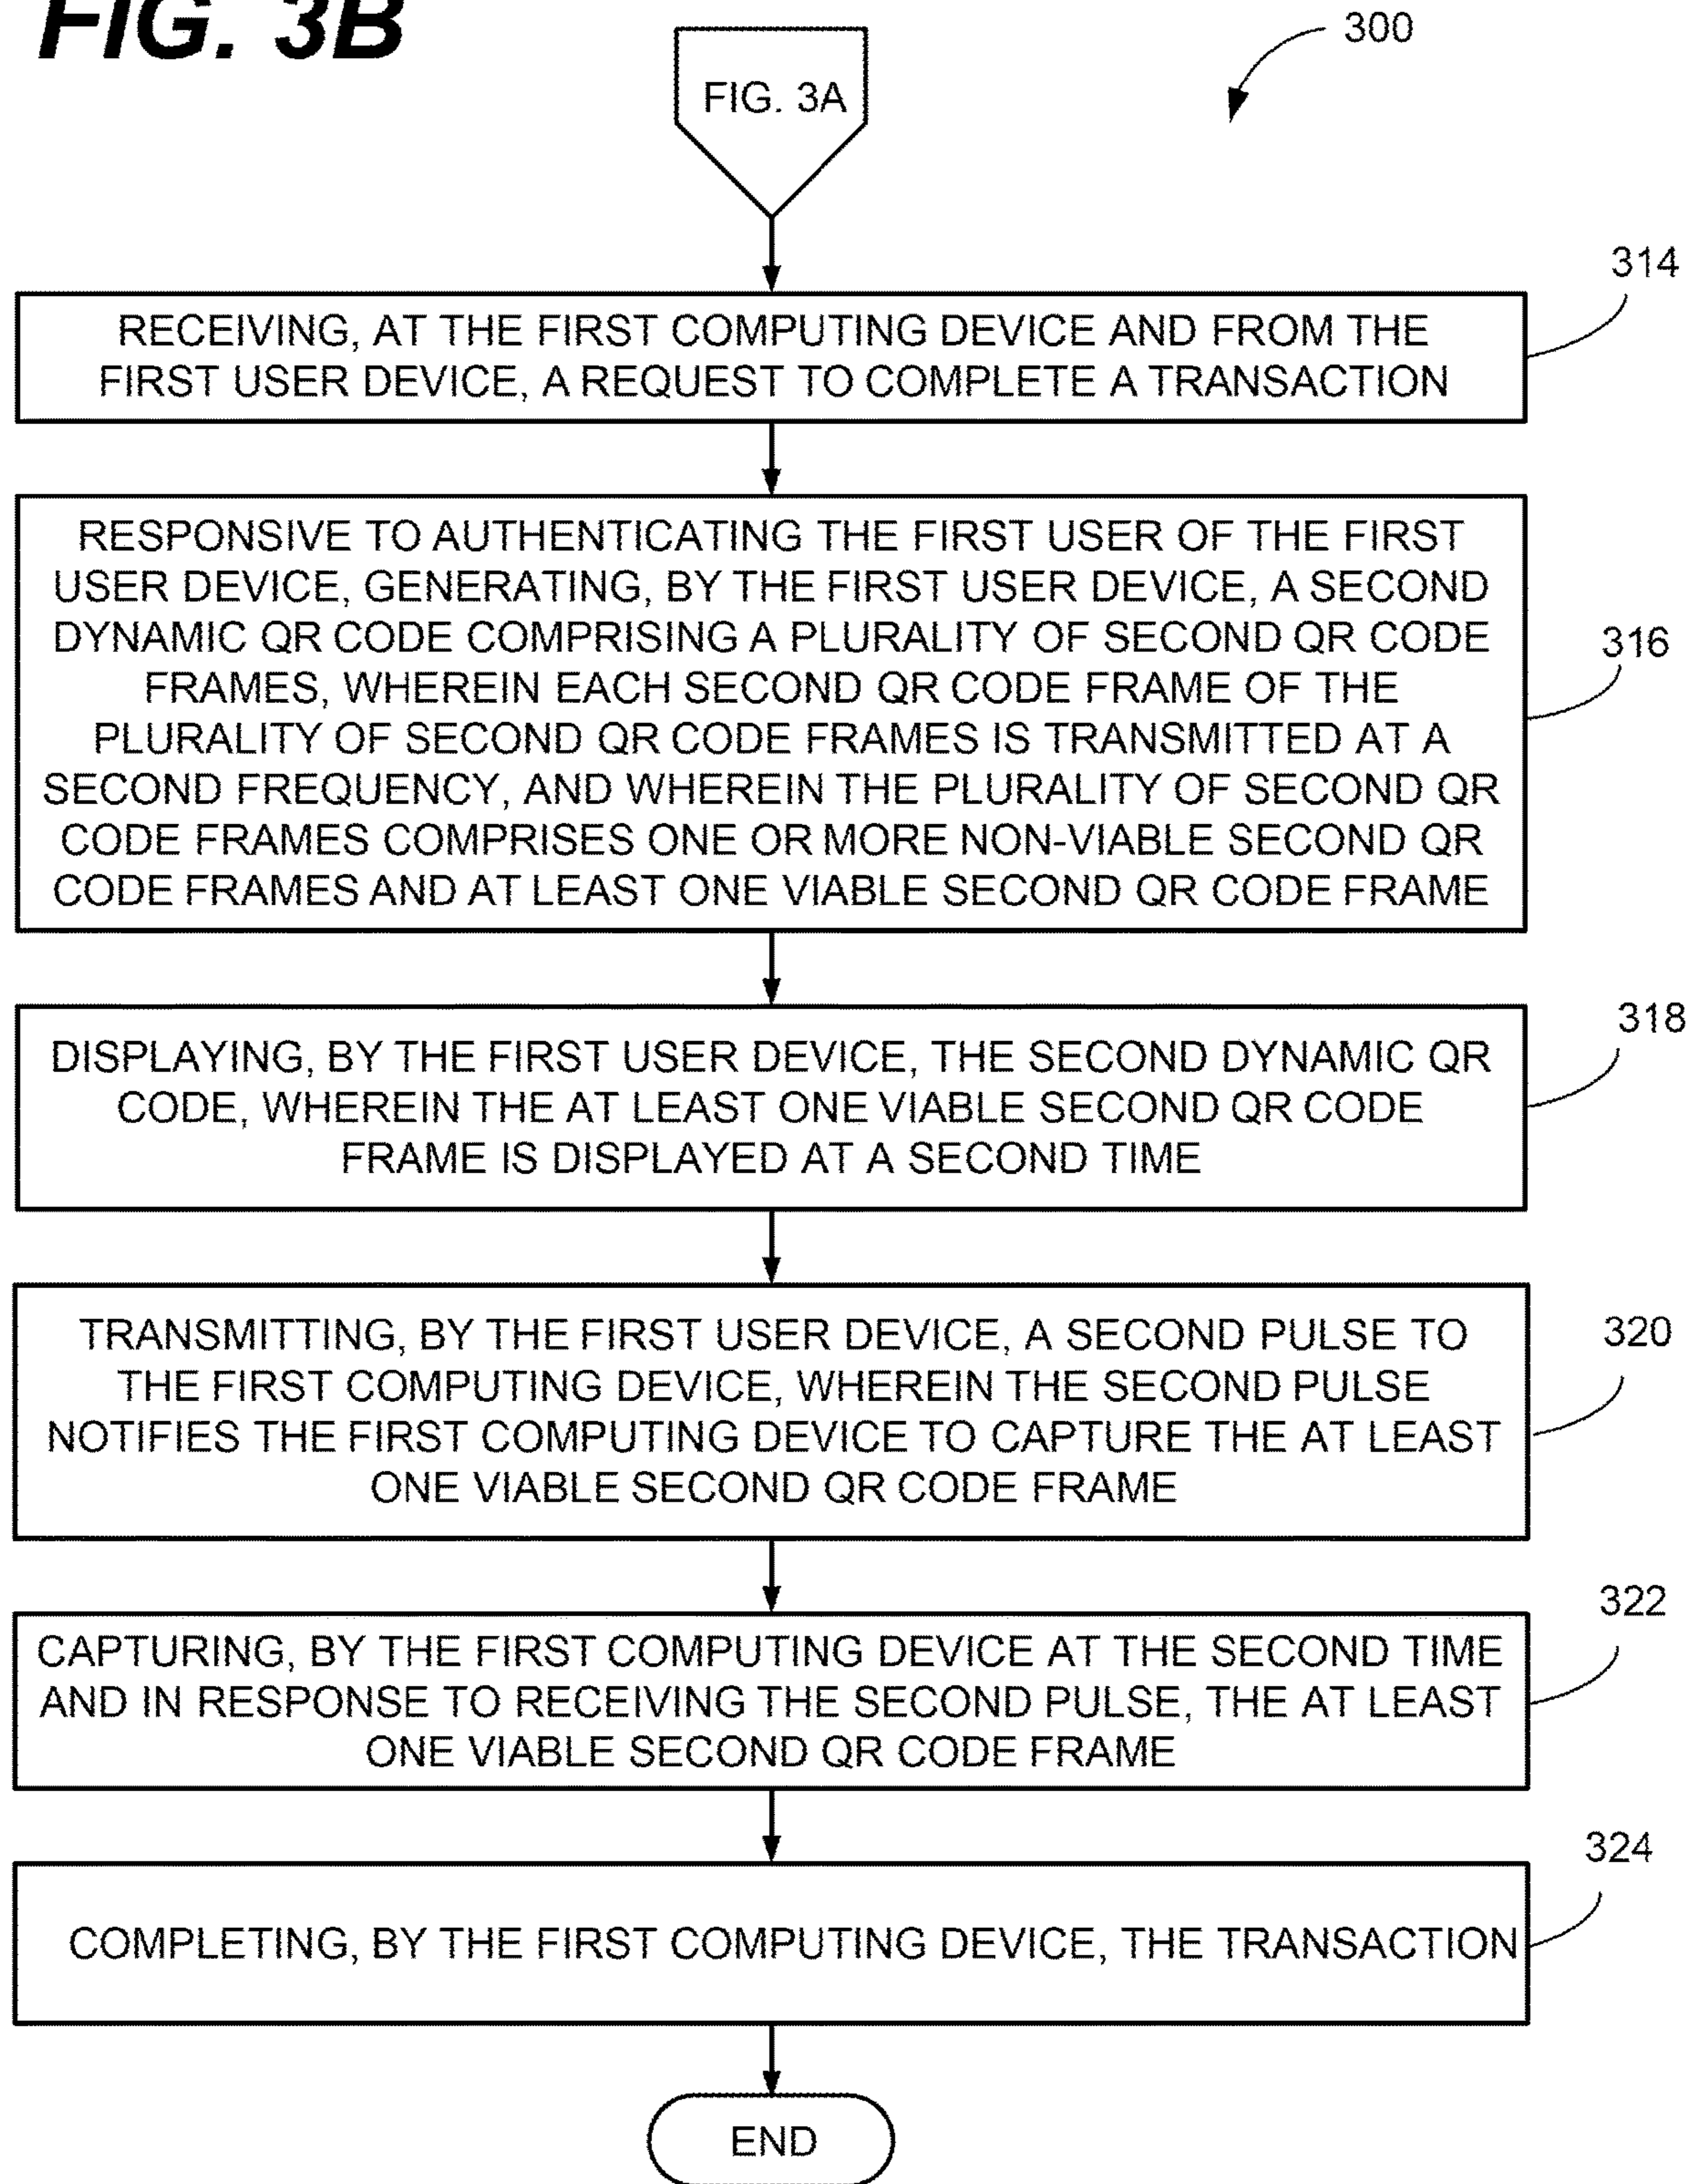 FIG. 3B
300
FIG. 3A
314
RECEIVING, AT THE FIRST COMPUTING DEVICE AND FROM THE
FIRST USER DEVICE, A REQUEST TO COMPLETE A TRANSACTION
RESPONSIVE TO AUTHENTICATING THE FIRST USER OF THE FIRST
USER DEVICE, GENERATING, BY THE FIRST USER DEVICE, A SECOND
DYNAMIC QR CODE COMPRISING A PLURALITY OF SECOND QR CODE
FRAMES, WHEREIN EACH SECOND QR CODE FRAME OF THE
PLURALITY OF SECOND QR CODE FRAMES IS TRANSMITTED AT A
SECOND FREQUENCY, AND WHEREIN THE PLURALITY OF SECOND QR
CODE FRAMES COMPRISES ONE OR MORE NON-VIABLE SECOND QR
CODE FRAMES AND AT LEAST ONE VIABLE SECOND QR CODE FRAME
316
318
DISPLAYING, BY THE FIRST USER DEVICE, THE SECOND DYNAMIC QR
CODE, WHEREIN THE AT LEAST ONE VIABLE SECOND QR CODE
FRAME IS DISPLAYED AT A SECOND TIME
TRANSMITTING, BY THE FIRST USER DEVICE, A SECOND PULSE TO
THE FIRST COMPUTING DEVICE, WHEREIN THE SECOND PULSE
NOTIFIES THE FIRST COMPUTING DEVICE TO CAPTURE THE AT LEAST
ONE VIABLE SECOND QR CODE FRAME
320
322
CAPTURING, BY THE FIRST COMPUTING DEVICE AT THE SECOND TIME
AND IN RESPONSE TO RECEIVING THE SECOND PULSE, THE AT LEAST
ONE VIABLE SECOND QR CODE FRAME
324
COMPLETING, BY THE FIRST COMPUTING DEVICE, THE TRANSACTION
END